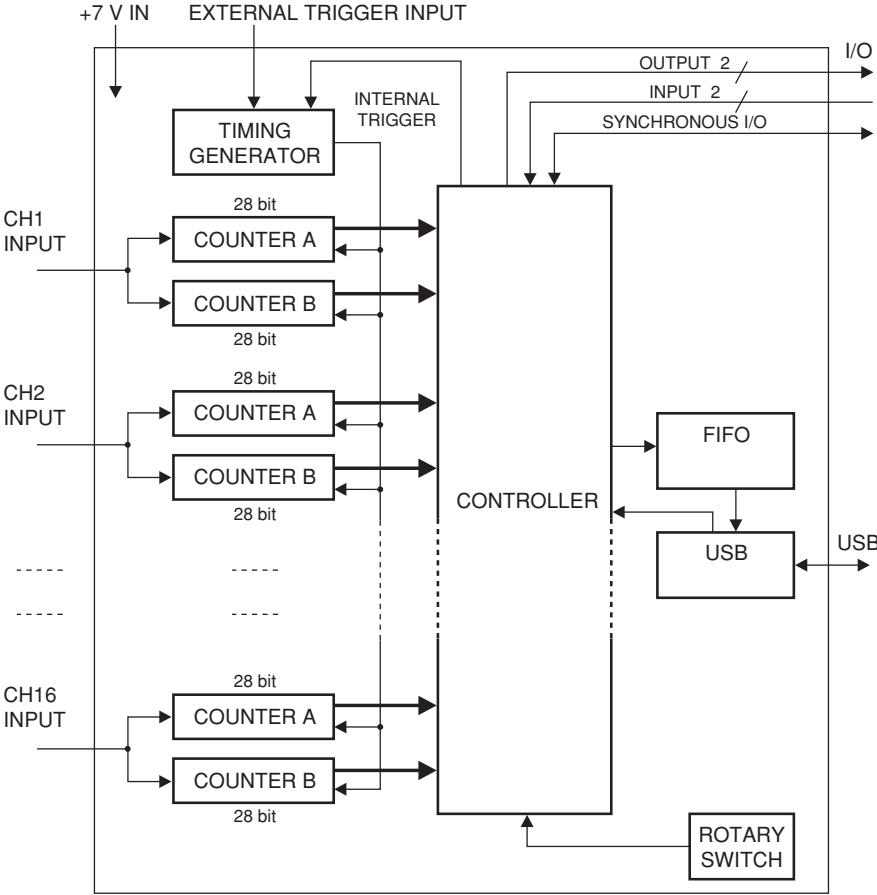 +7 V IN
EXTERNAL TRIGGER INPUT
I/O
OUTPUT 2
INPUT 2
SYNCHRONOUS I/O
INTERNAL
TRIGGER
TIMING
GENERATOR
CH1
INPUT
28 bit
COUNTER A
COUNTER B
28 bit
CH2
INPUT
28 bit
COUNTER A
COUNTER B
28 bit
CONTROLLER
FIFO
USB
USB
CH16
INPUT
28 bit
COUNTER A
COUNTER B
28 bit
ROTARY
SWITCH